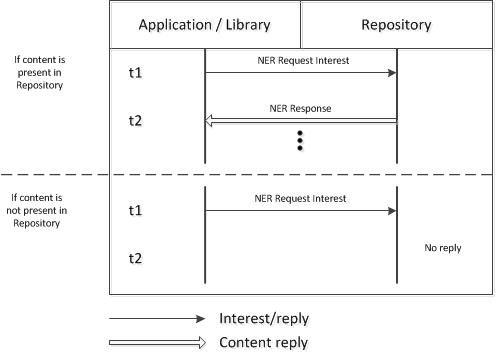 Application / Library
Repository
If content is
present in
Repository
t1
NER Request Interest
t2
NER Response
If content is
not present in
Repository
t1
NER Request Interest
t2
No reply
Interest/reply
Content reply